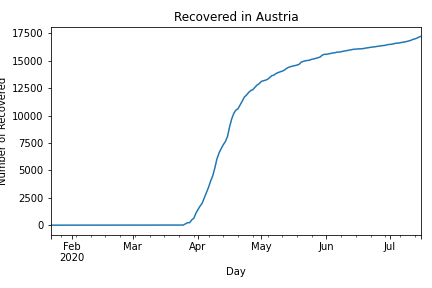 Recovered in Austria
17500
15000
12500
10000
7500
5000
2500
0
Number of Recovered
Feb
2020
Mar
Apr
May
Jun
Jul
Day